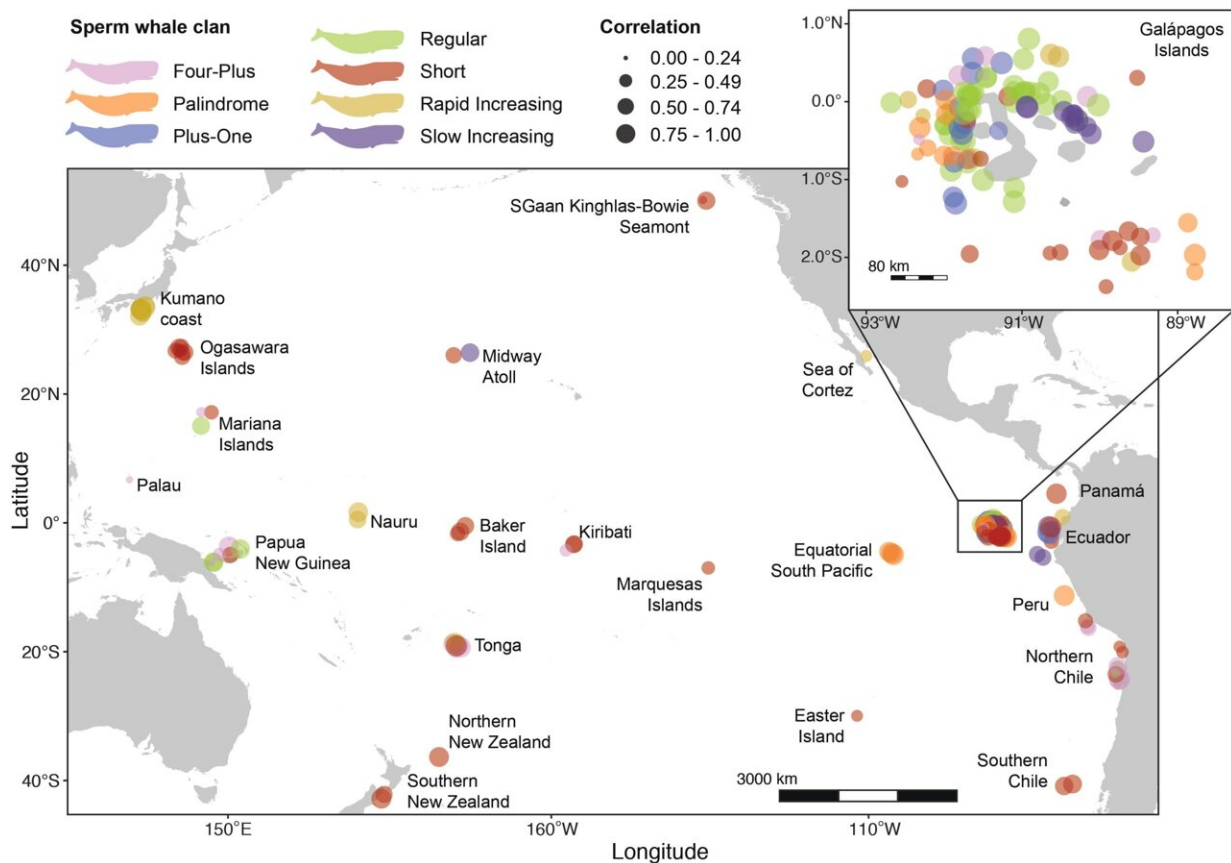 Sperm whale clan
Four-Plus
Palindrome
Plus-One
Regular
Short
Rapid Increasing
Slow Increasing
Correlation
0.00 - 0.24
0.25 - 0.49
0.50 - 0.74
0.75 - 1.00
Galápagos
Islands
1.0°N
0.0°
1.0°S
2.0°S
80 km
93°W
91°W
89°W
SGaan Kinghlas-Bowie
Seamont
Kumano
coast
Ogasawara
Islands
Midway
Atoll
Sea of
Cortez
Mariana
Islands
Palau
Panamá
Nauru
Baker
Island
Kiribati
Ecuador
Papua
New Guinea
Equatorial
South Pacific
Marquesas
Islands
Peru
Tonga
Northern
Chile
Northern
New Zealand
Easter
Island
Southern
New Zealand
3000 km
Southern
Chile
40°N
20°N
0°
20°S
40°S
Latitude
150°E
160°W
110°W
Longitude